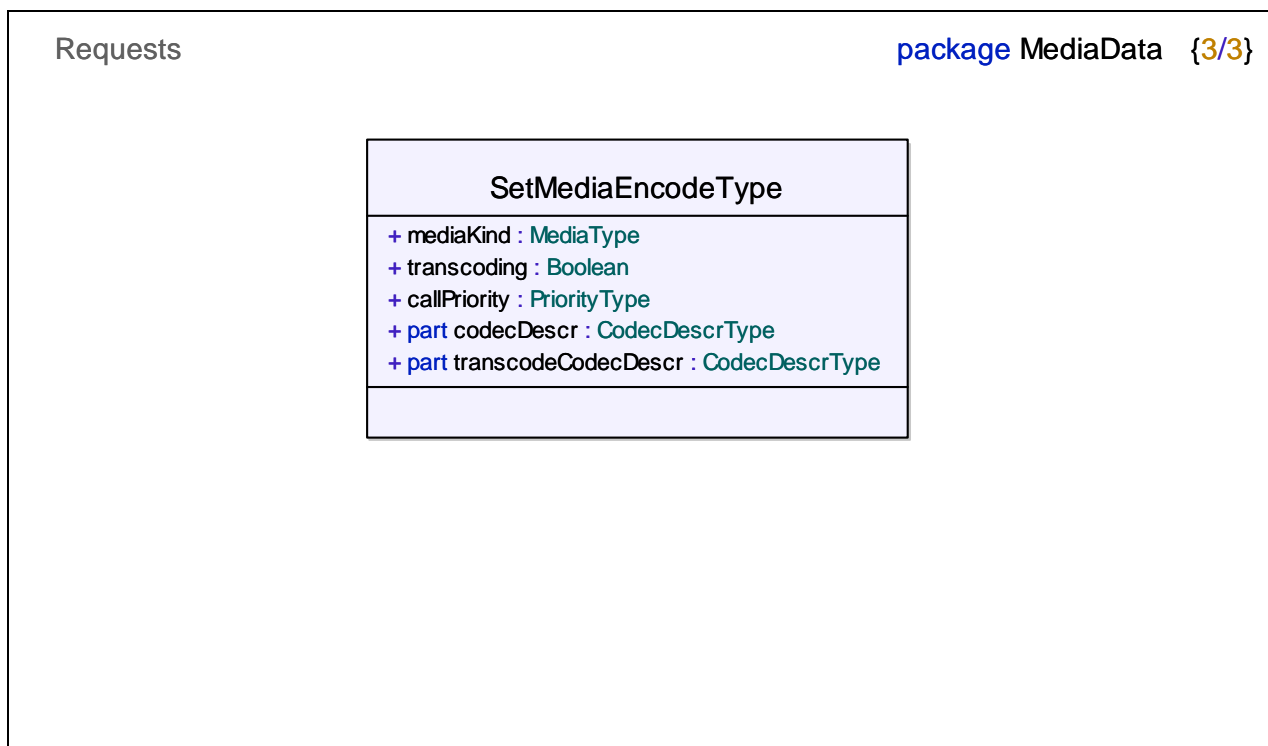 Requests
package MediaData {3/3}
SetMediaEncodeType
+ mediaKind : MediaType
+ transcoding : Boolean
+ callPriority : PriorityType
+ part codecDescr : CodecDescrType
+ part transcodeCodecDescr : CodecDescrType